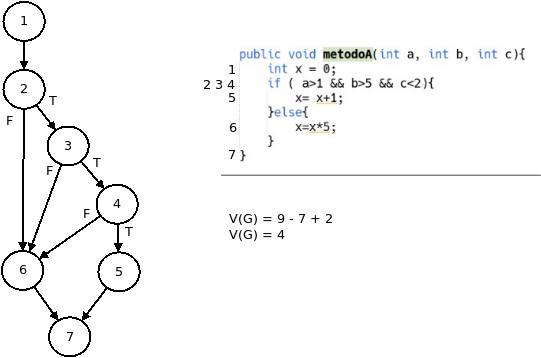 1
2
T
F
3
T
F
4
F
T
6
5
7
public void metodoA(int a, int b, int c){
1 int x = 0;
2 3 4 if ( a>1 && b>5 && c<2){
5 x= x+1;
}else{
6 x=x*5;
}
7 }
V(G) = 9 - 7 + 2
V(G) = 4